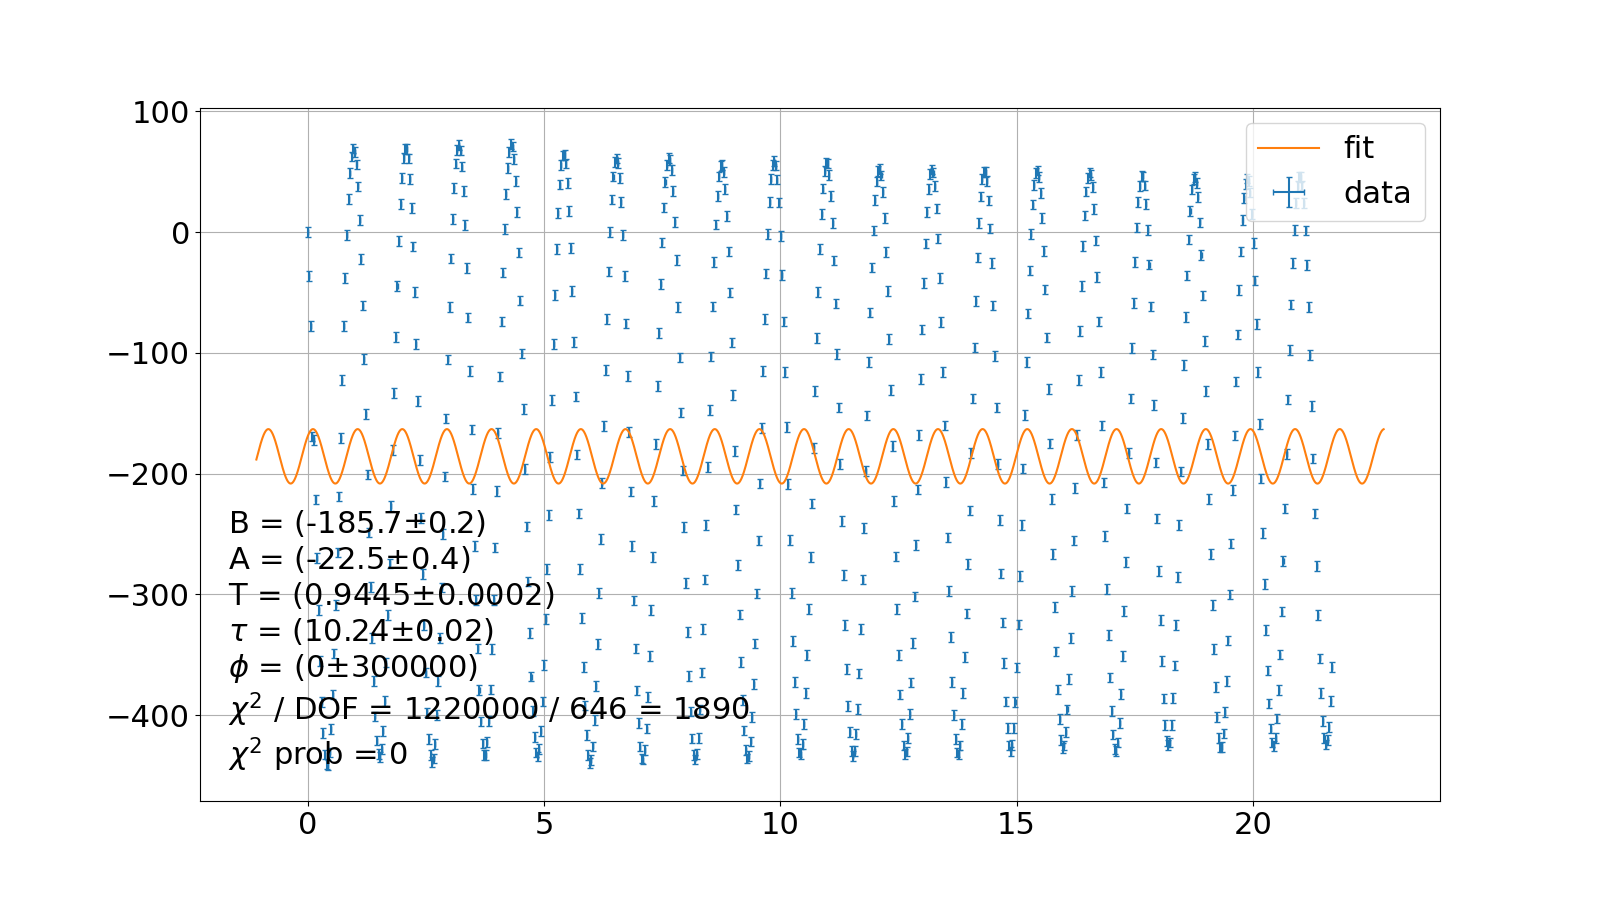 100
0
−100
−200
−300
−400
0
5
10
15
20
fit
data
B = (-185.7±0.2)
A = (-22.5±0.4)
T = (0.9445±0.0002)
τ = (10.24±0.02)
ϕ = (0±300000)
χ² / DOF = 1220000 / 646 = 1890
χ² prob = 0